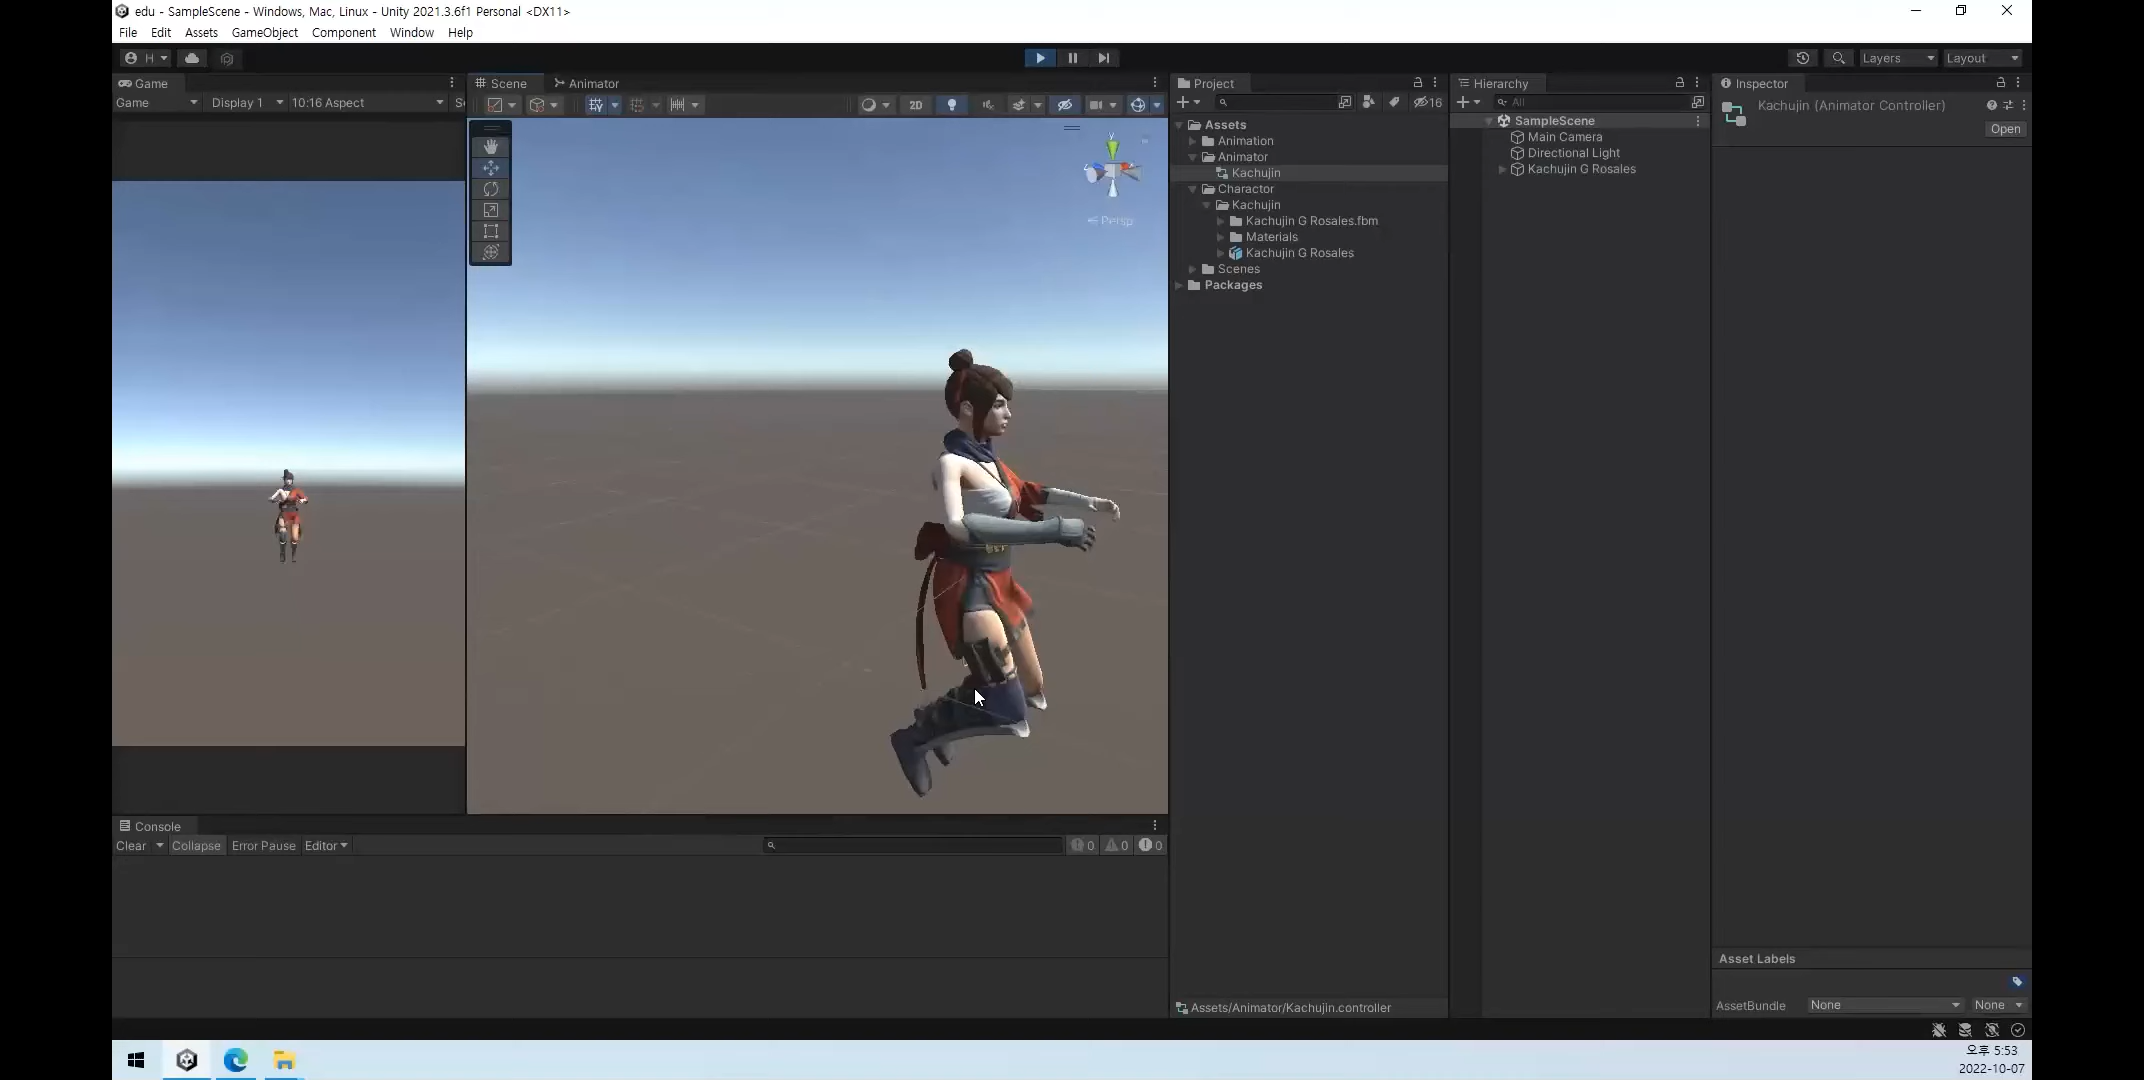 edu - SampleScene - Windows, Mac, Linux - Unity 2021.3.6f1 Personal <DX11>
File Edit Assets GameObject Component Window Help
H
Layers Layout
Game
Game Display 1 10:16 Aspect
Scene Animator
2D
y
Persp
Project
16
Assets
Animation
Animator
Kachujin
Charactor
Kachujin
Kachujin G Rosales.fbm
Materials
Kachujin G Rosales
Scenes
Packages
Assets/Animator/Kachujin.controller
Hierarchy
All
SampleScene
Main Camera
Directional Light
Kachujin G Rosales
Inspector
Kachujin (Animator Controller)
Open
Asset Labels
AssetBundle None None
Console
Clear Collapse Error Pause Editor
0 0 0
오후 5:53
2022-10-07